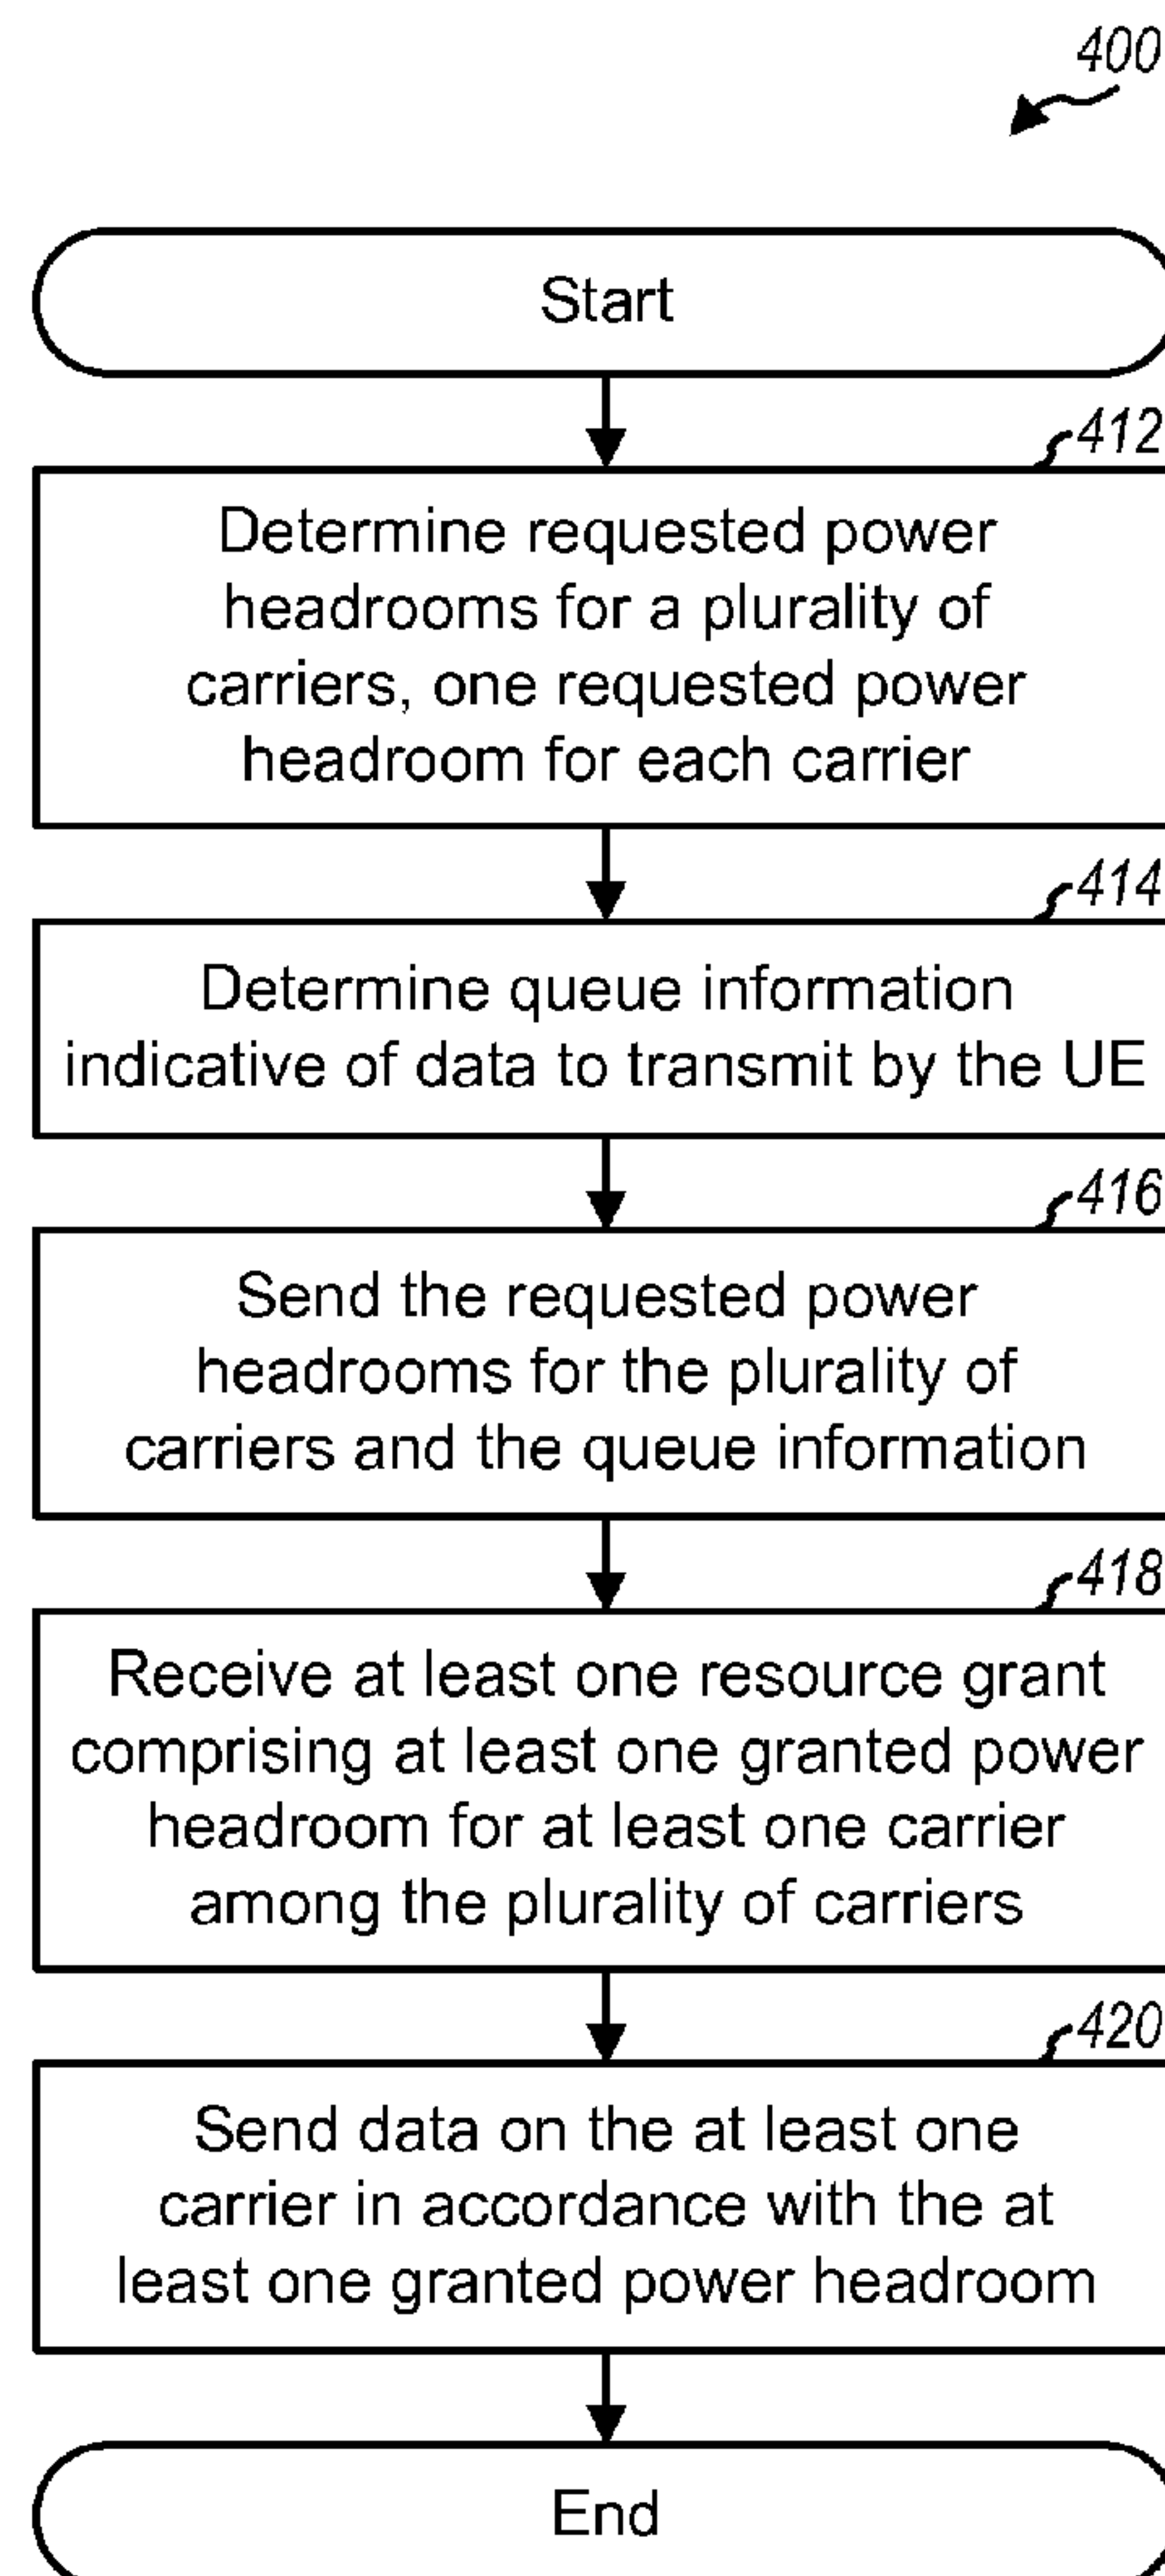 400
Start
412
Determine requested power
headrooms for a plurality of
carriers, one requested power
headroom for each carrier
414
Determine queue information
indicative of data to transmit by the UE
416
Send the requested power
headrooms for the plurality of
carriers and the queue information
418
Receive at least one resource grant
comprising at least one granted power
headroom for at least one carrier
among the plurality of carriers
420
Send data on the at least one
carrier in accordance with the at
least one granted power headroom
End